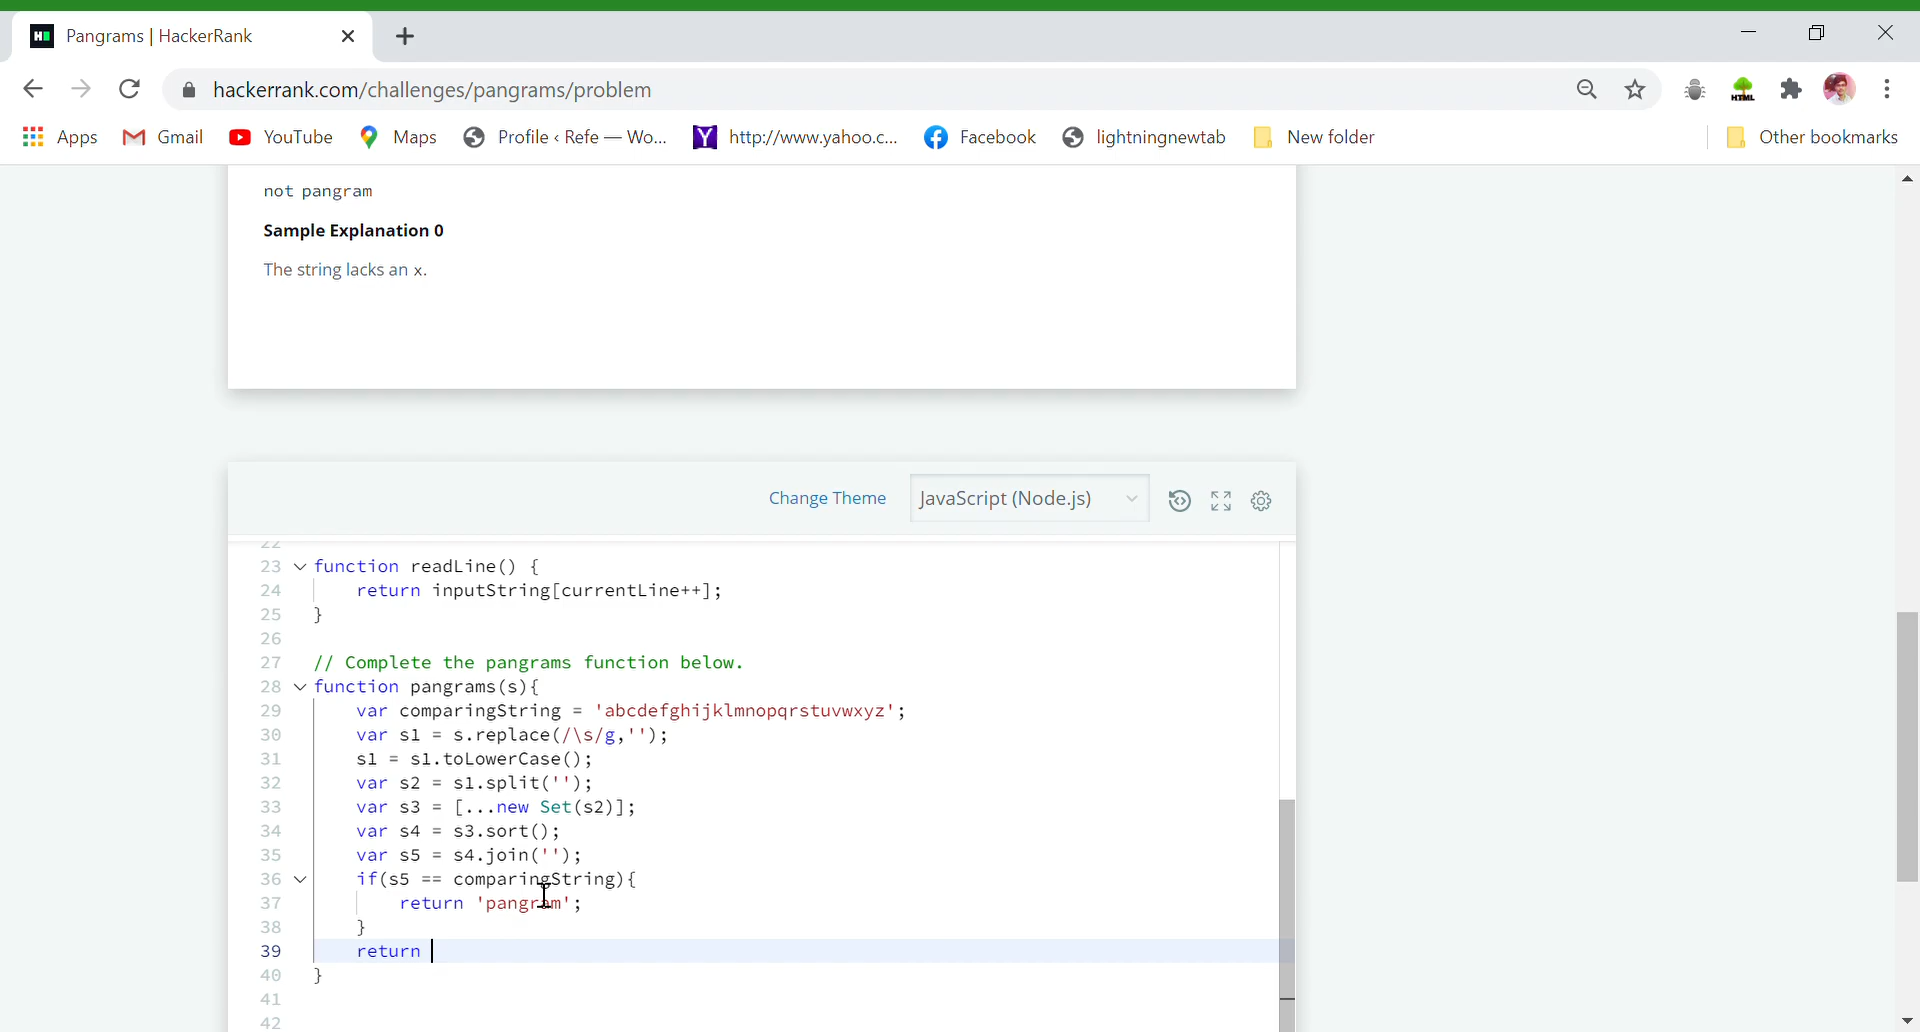 Pangrams | HackerRank
hackerrank.com/challenges/pangrams/problem
HTML
Apps Gmail YouTube Maps Profile ‹ Refe — Wo... http://www.yahoo.c... Facebook lightningnewtab New folder Other bookmarks
not pangram
Sample Explanation 0
The string lacks an x.
Change Theme JavaScript (Node.js)
22
23 function readLine() {
24 return inputString[currentLine++];
25 }
26
27 // Complete the pangrams function below.
28 function pangrams(s){
29 var comparingString = 'abcdefghijklmnopqrstuvwxyz';
30 var s1 = s.replace(/\s/g,'');
31 s1 = s1.toLowerCase();
32 var s2 = s1.split('');
33 var s3 = [...new Set(s2)];
34 var s4 = s3.sort();
35 var s5 = s4.join('');
36 if(s5 == comparingString){
37 return 'pangram';
38 }
39 return
40 }
41
42